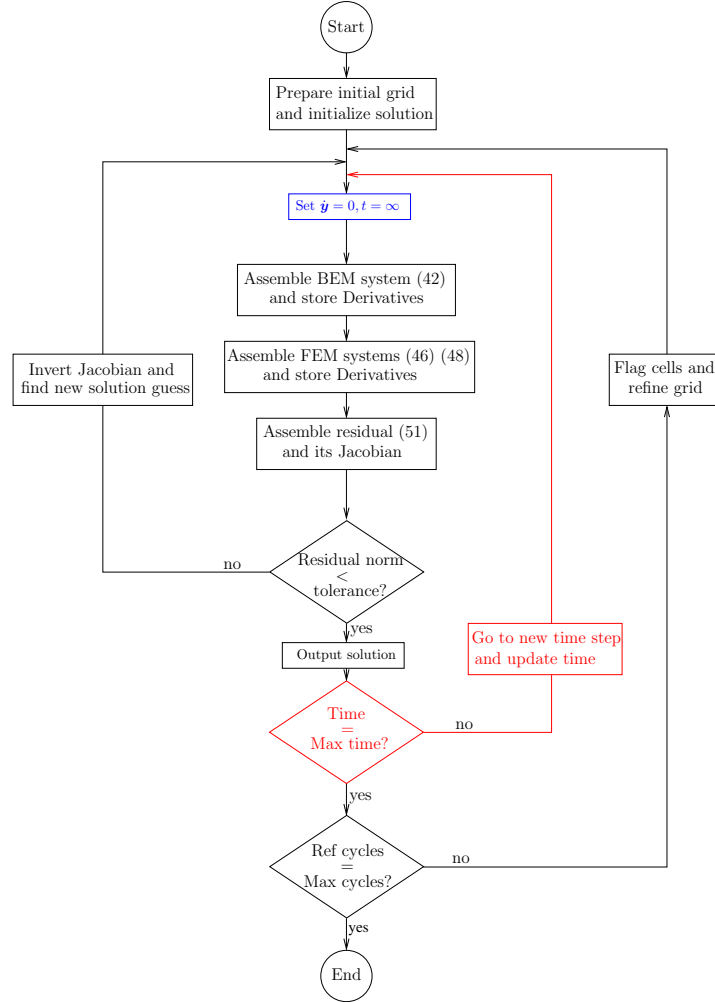 Start
Prepare initial grid
and initialize solution
Set ẏ = 0, t = ∞
Assemble BEM system (42)
and store Derivatives
Assemble FEM systems (46) (48)
and store Derivatives
Invert Jacobian and
find new solution guess
Flag cells and
refine grid
Assemble residual (51)
and its Jacobian
Residual norm
<
tolerance?
no
yes
Output solution
Go to new time step
and update time
Time
=
Max time?
no
yes
Ref cycles
=
Max cycles?
no
yes
End